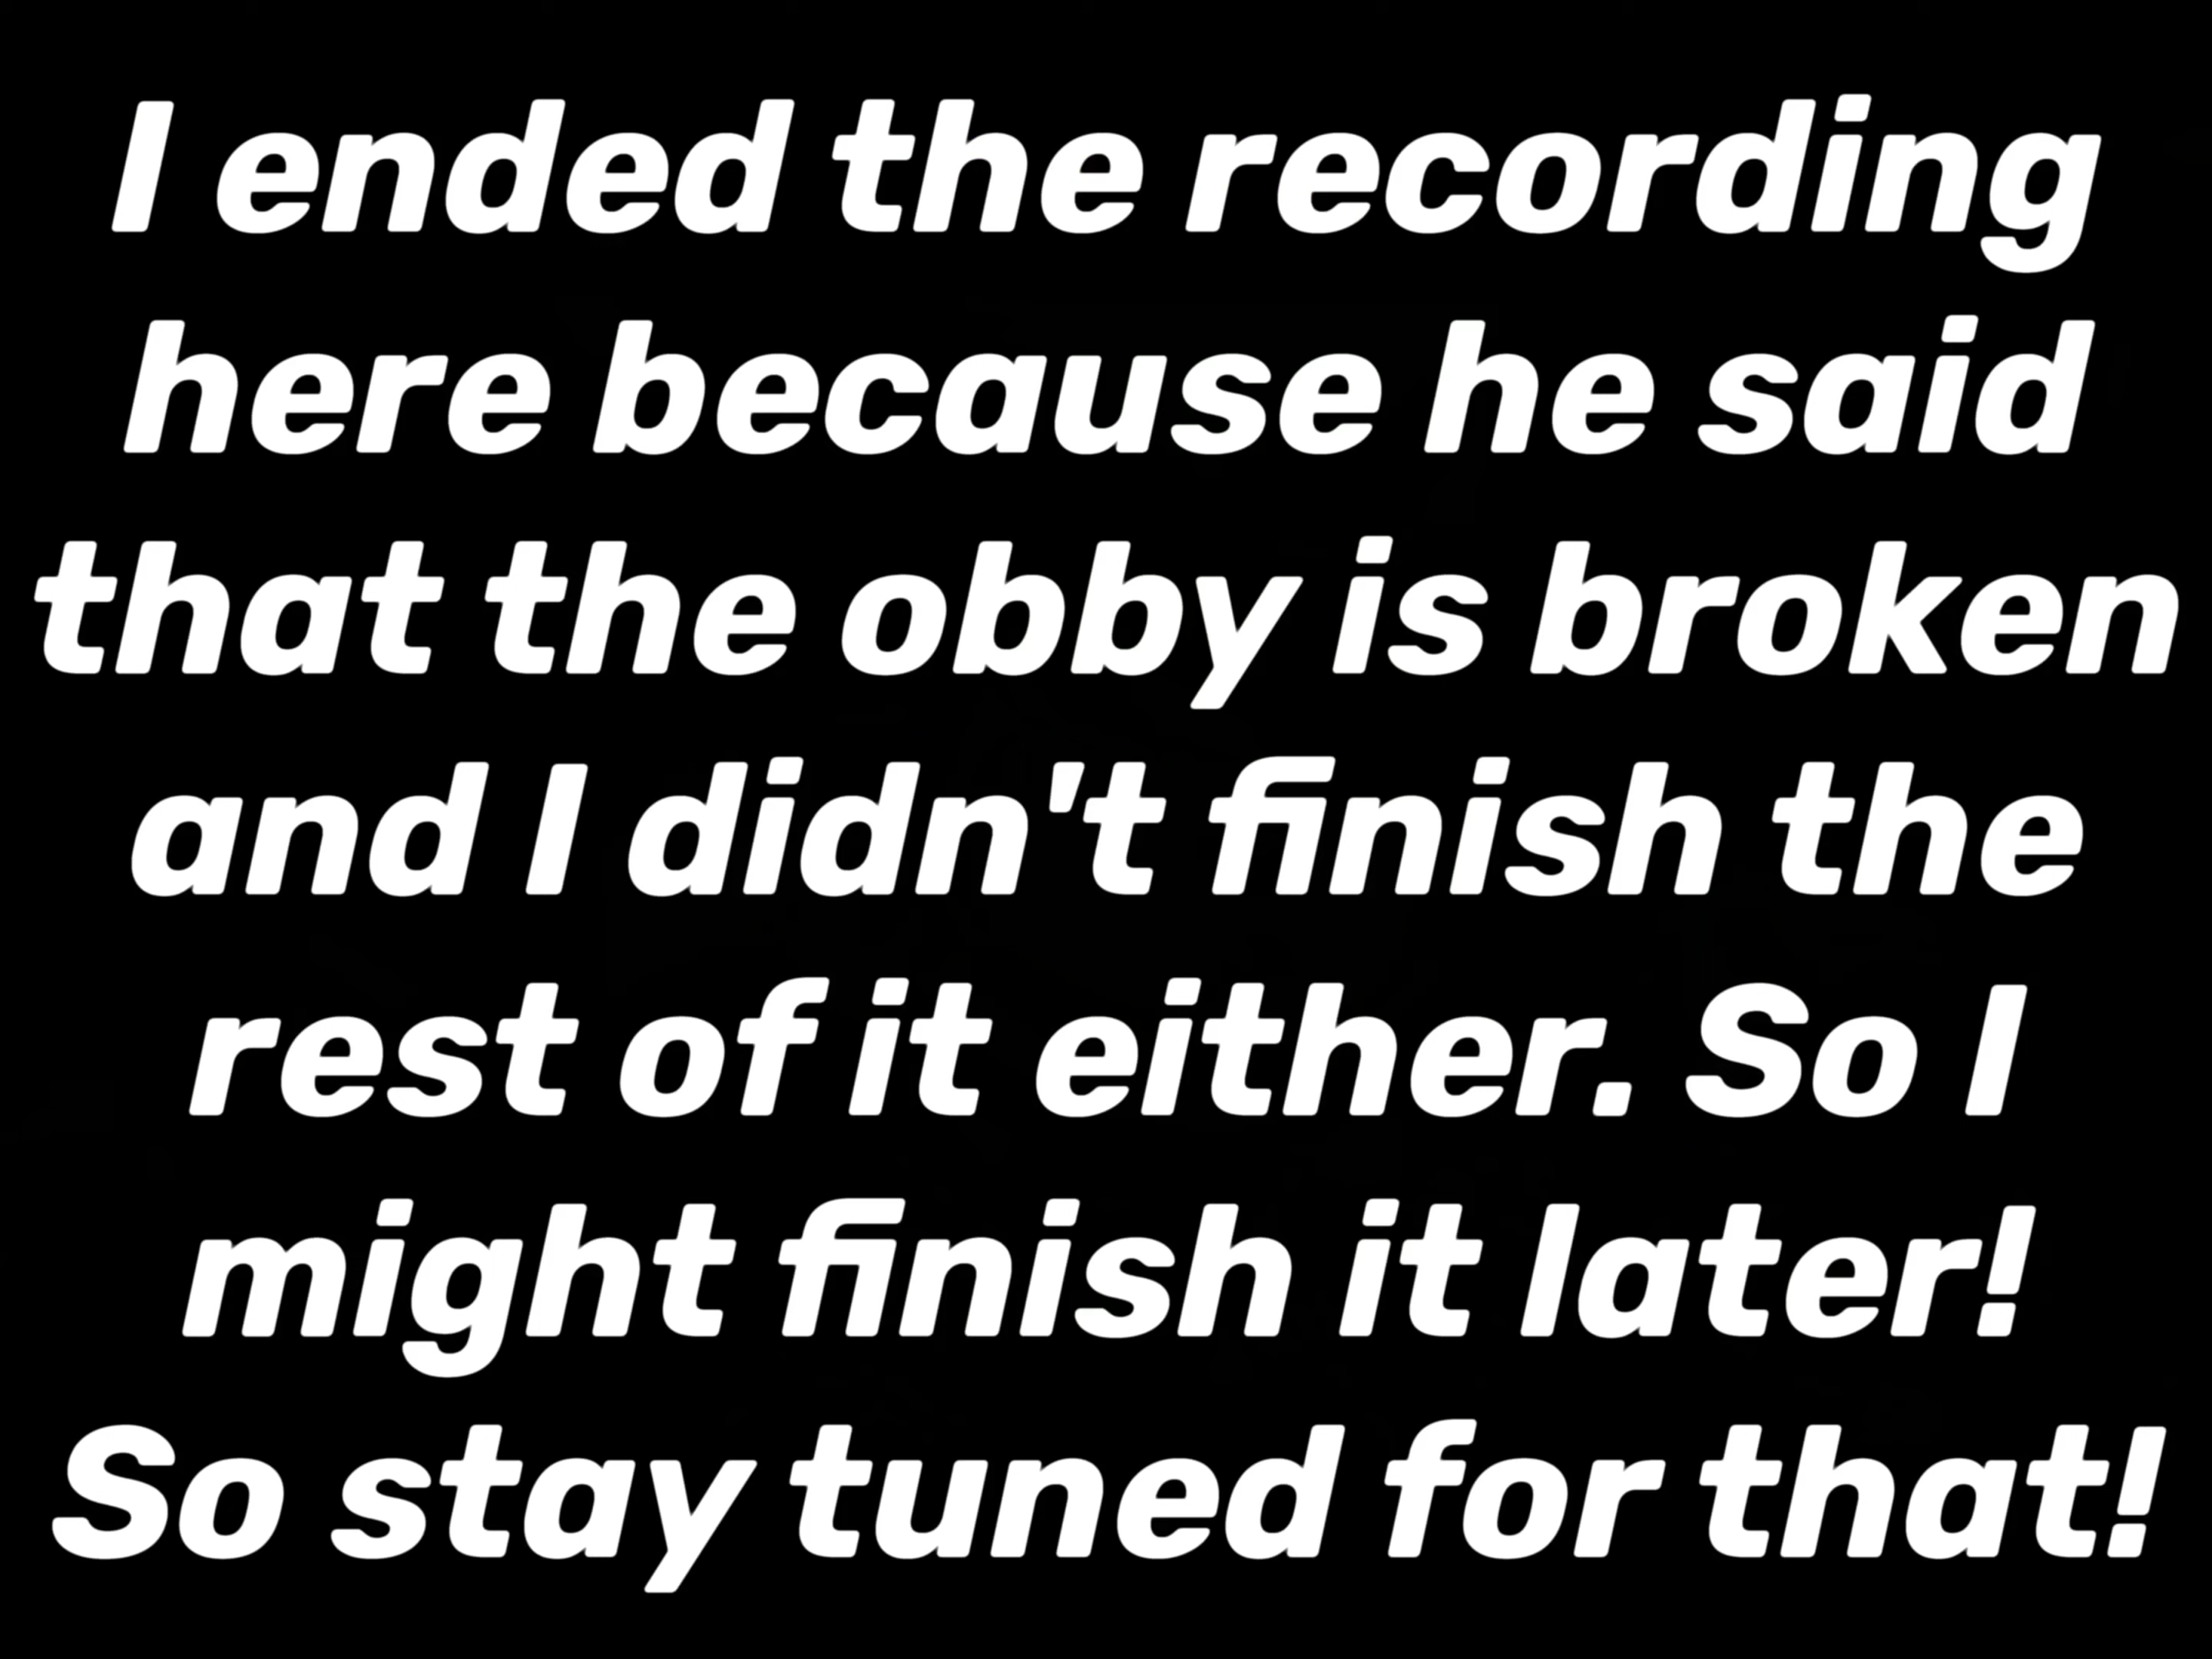 I ended the recording
here because he said
that the obby is broken
and I didn't finish the
rest of it either. So I
might finish it later!
So stay tuned for that!